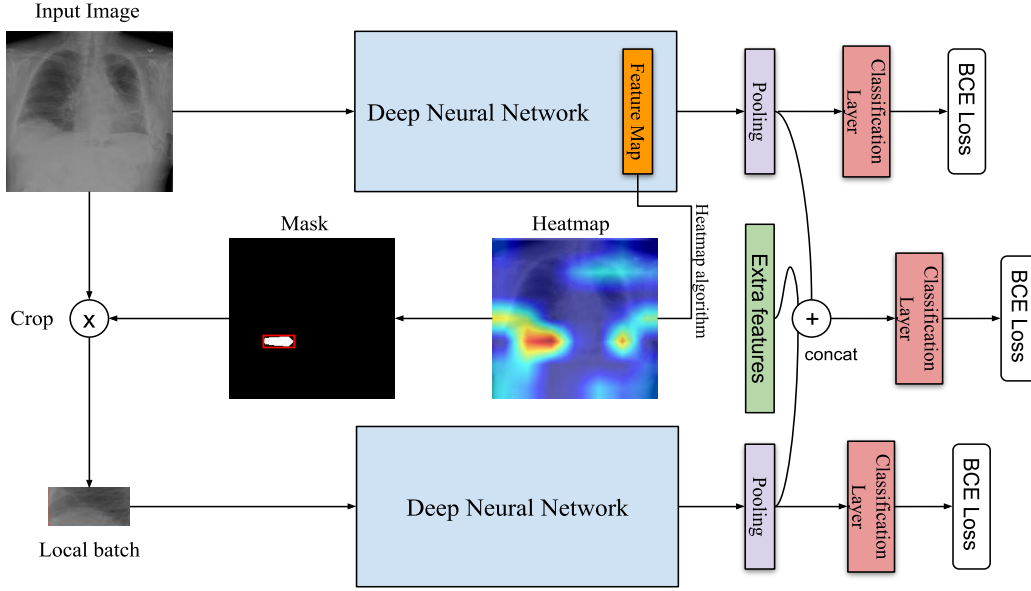 Input Image
Deep Neural Network
Feature Map
Pooling
Classification
Layer
BCE Loss
Mask
Heatmap
Heatmap algorithm
Crop
x
Extra features
+
concat
Classification
Layer
BCE Loss
Local batch
Deep Neural Network
Pooling
Classification
Layer
BCE Loss